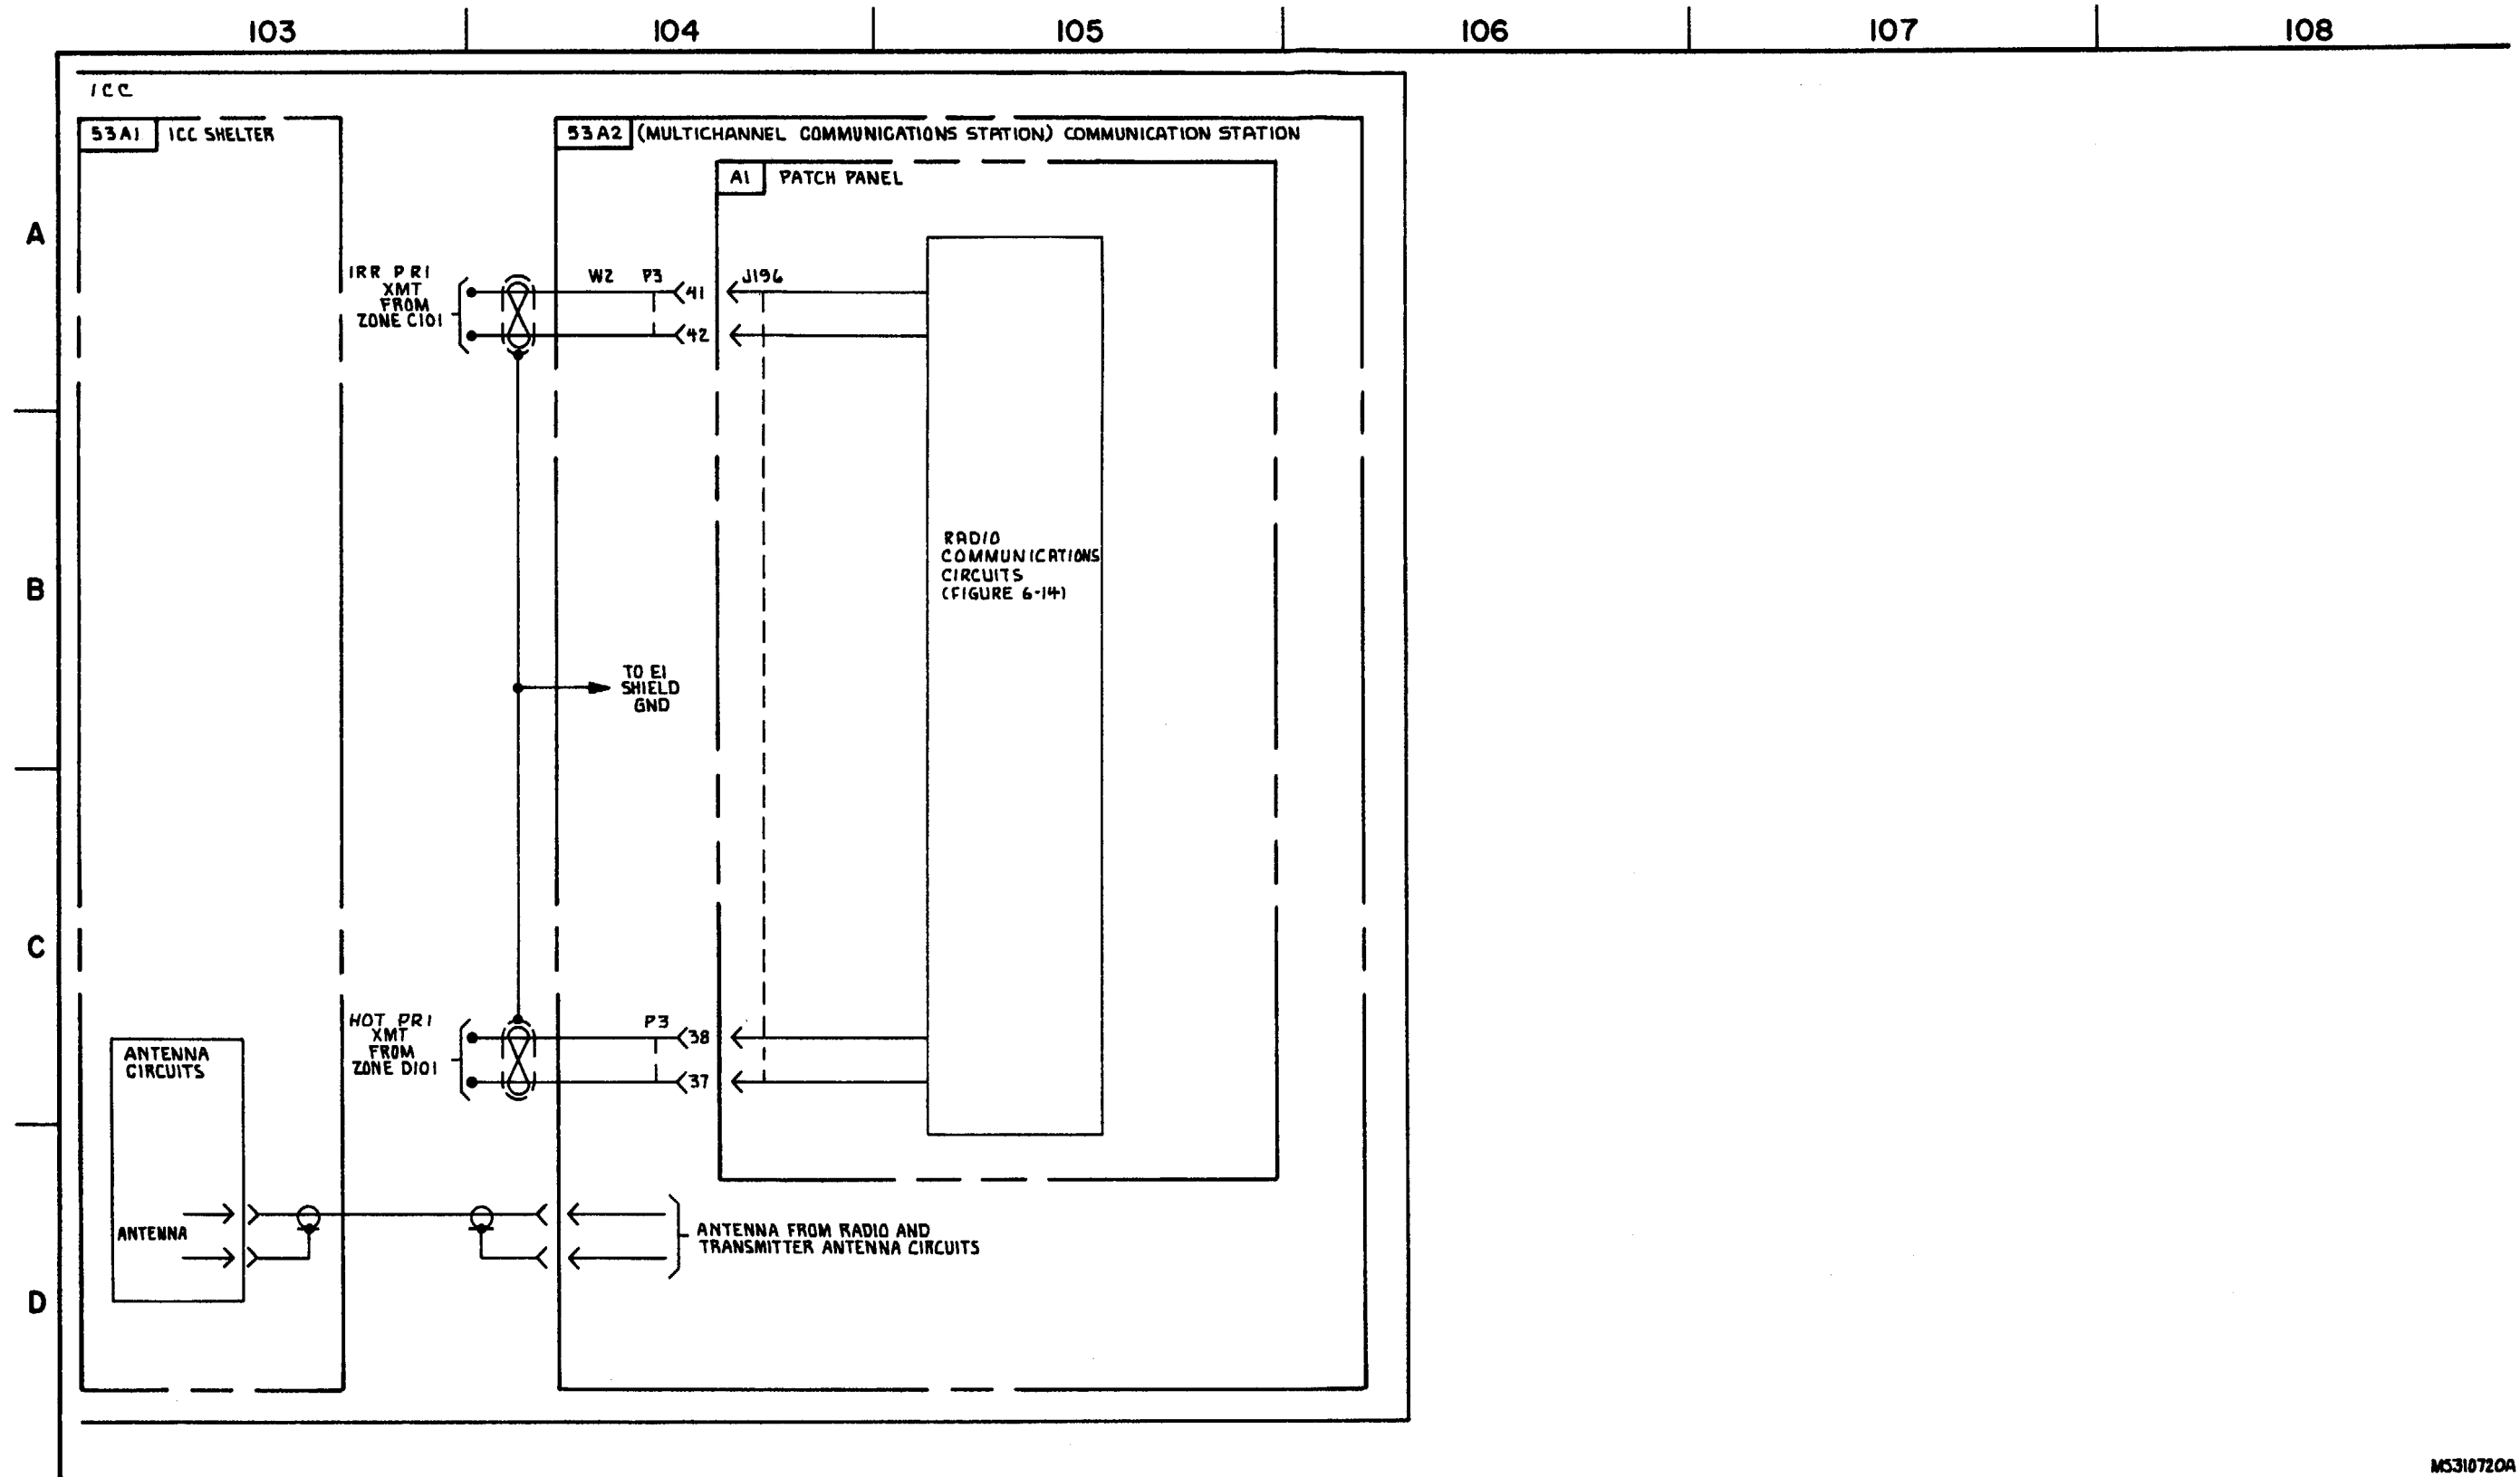 103 104 105 106 107 108
ICC
53A1 ICC SHELTER
53A2 (MULTICHANNEL COMMUNICATIONS STATION) COMMUNICATION STATION
A1 PATCH PANEL
A
IRR PRI
XMT
FROM
ZONE C101
W2 P3 41 J196
42
B
RADIO
COMMUNICATIONS
CIRCUITS
(FIGURE 6-14)
TO E1
SHIELD
GND
C
HOT PRI
XMT
FROM
ZONE D101
P3 38
37
ANTENNA
CIRCUITS
ANTENNA
ANTENNA FROM RADIO AND
TRANSMITTER ANTENNA CIRCUITS
D
MS310720A